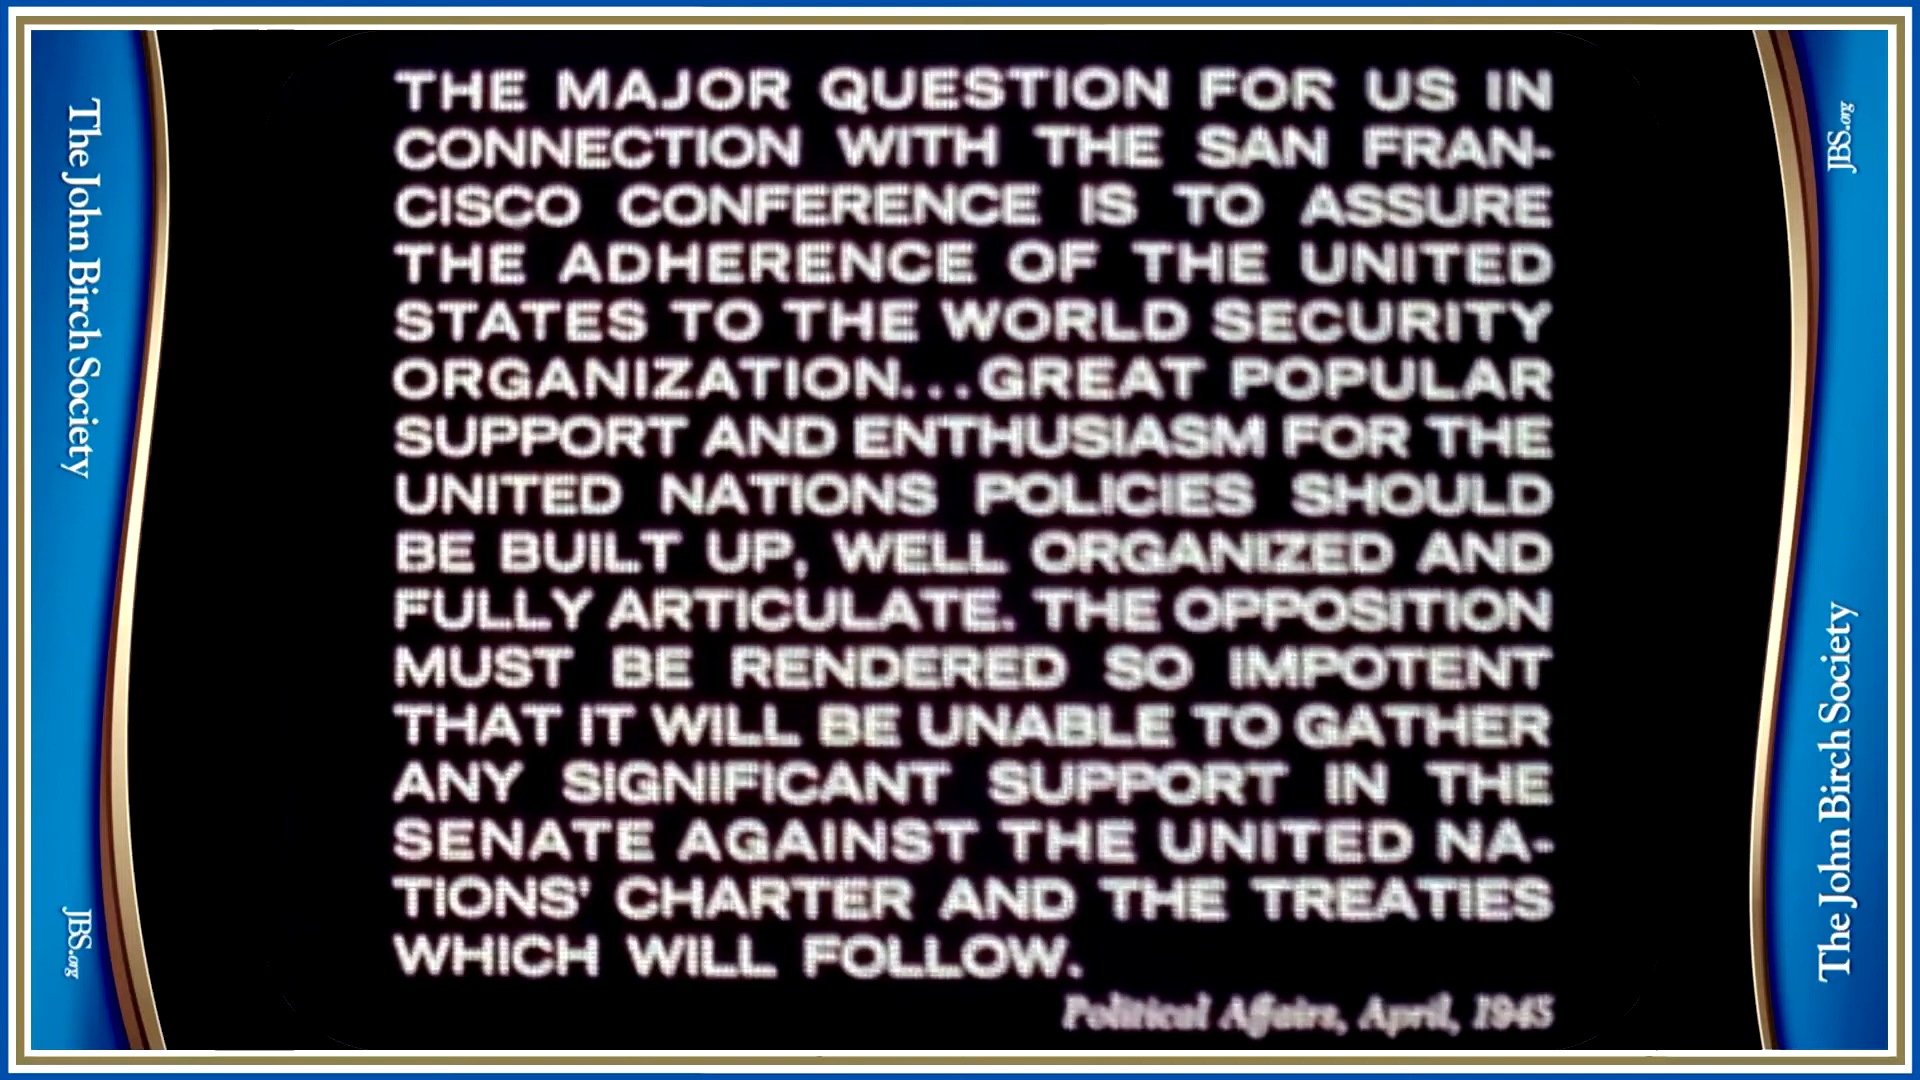 The John Birch Society
JBS.org
THE MAJOR QUESTION FOR US IN
CONNECTION WITH THE SAN FRAN-
CISCO CONFERENCE IS TO ASSURE
THE ADHERENCE OF THE UNITED
STATES TO THE WORLD SECURITY
ORGANIZATION...GREAT POPULAR
SUPPORT AND ENTHUSIASM FOR THE
UNITED NATIONS POLICIES SHOULD
BE BUILT UP, WELL ORGANIZED AND
FULLY ARTICULATE. THE OPPOSITION
MUST BE RENDERED SO IMPOTENT
THAT IT WILL BE UNABLE TO GATHER
ANY SIGNIFICANT SUPPORT IN THE
SENATE AGAINST THE UNITED NA-
TIONS' CHARTER AND THE TREATIES
WHICH WILL FOLLOW.
Political Affairs, April, 1945
JBS.org
The John Birch Society